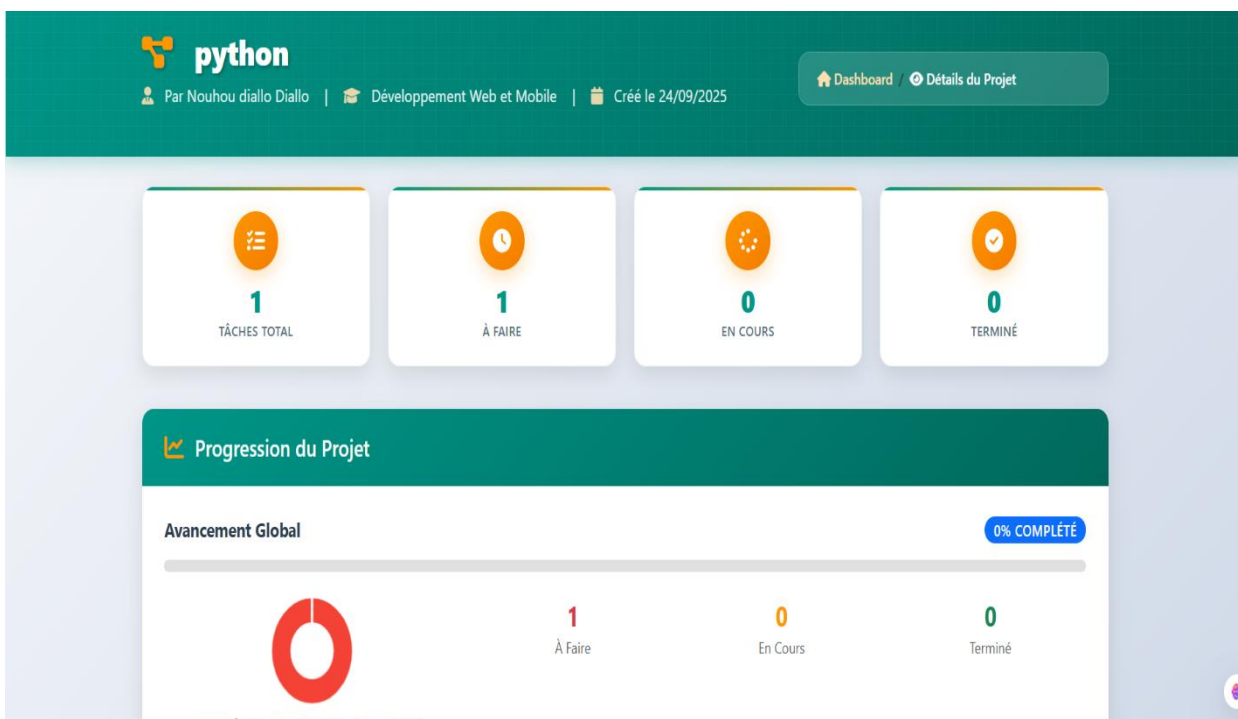 python
Par Nouhou diallo Diallo | Développement Web et Mobile | Créé le 24/09/2025
Dashboard / Détails du Projet
1
TÂCHES TOTAL
1
À FAIRE
0
EN COURS
0
TERMINÉ
Progression du Projet
Avancement Global
0% COMPLÉTÉ
1
À Faire
0
En Cours
0
Terminé